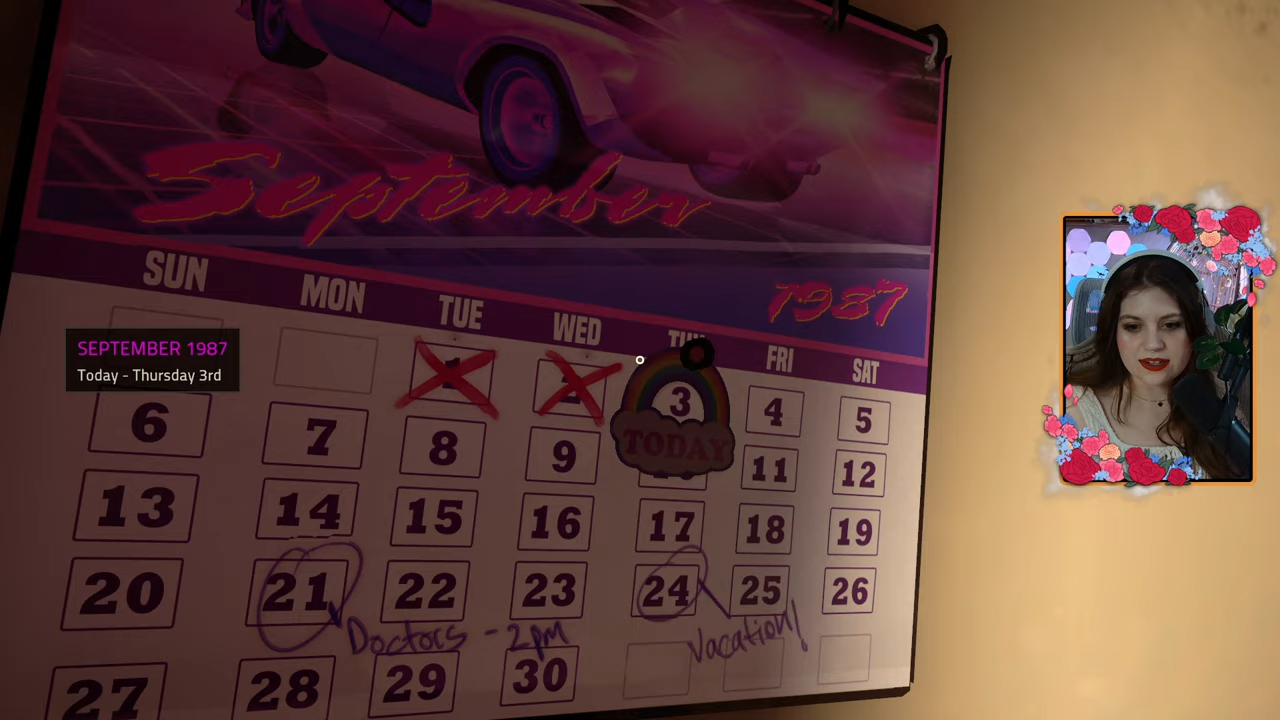 September
1987
SUN MON TUE WED THU FRI SAT
SEPTEMBER 1987
Today - Thursday 3rd
3 4 5
TODAY
6 7 8 9 11 12
13 14 15 16 17 18 19
20 21 22 23 24 25 26
Doctors - 2pm
Vacation!
27 28 29 30